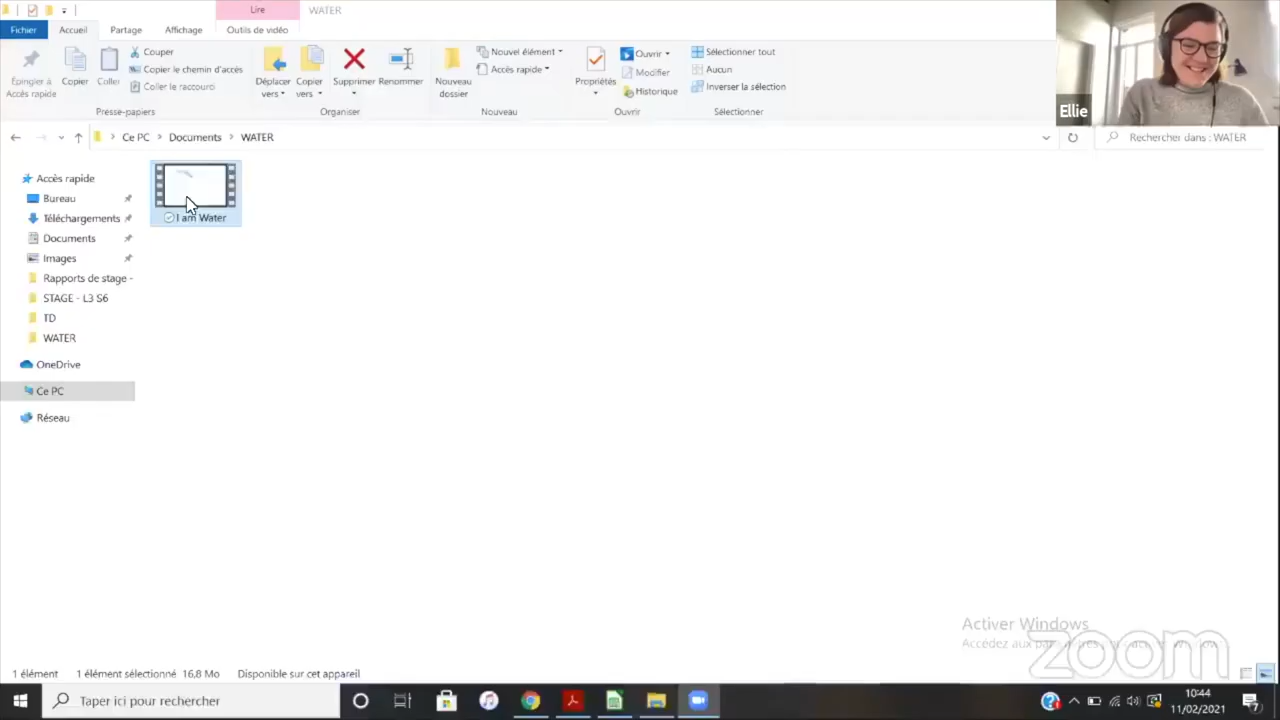 Lire
WATER
Fichier
Accueil
Partage
Affichage
Outils de vidéo
Épingler à
Accès rapide
Copier
Coller
Couper
Copier le chemin d'accès
Coller le raccourci
Presse-papiers
Déplacer
vers
Copier
vers
Supprimer
Renommer
Organiser
Nouveau
dossier
Nouvel élément
Accès rapide
Nouveau
Propriétés
Ouvrir
Modifier
Historique
Ouvrir
Sélectionner tout
Aucun
Inverser la sélection
Sélectionner
Ellie
Ce PC
Documents
WATER
Rechercher dans : WATER
Accès rapide
Bureau
Téléchargements
Documents
Images
Rapports de stage -
STAGE - L3 S6
TD
WATER
OneDrive
Ce PC
Réseau
I am Water
Activer Windows
Accédez aux
zoom
1 élément
1 élément sélectionné 16,8 Mo
Disponible sur cet appareil
Taper ici pour rechercher
10:44
11/02/2021
7